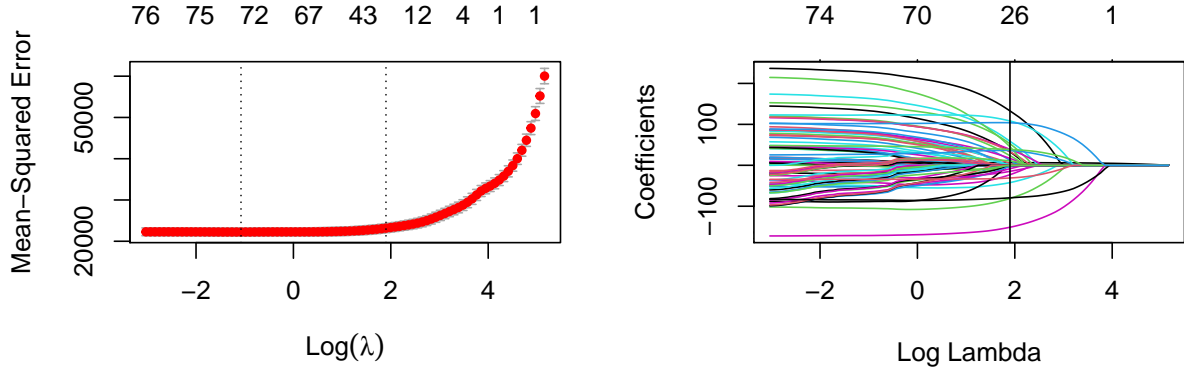 76 75 72 67 43 12 4 1 1
Mean−Squared Error
50000
20000
−2 0 2 4
Log(λ)
74 70 26 1
Coefficients
100
−100
−2 0 2 4
Log Lambda